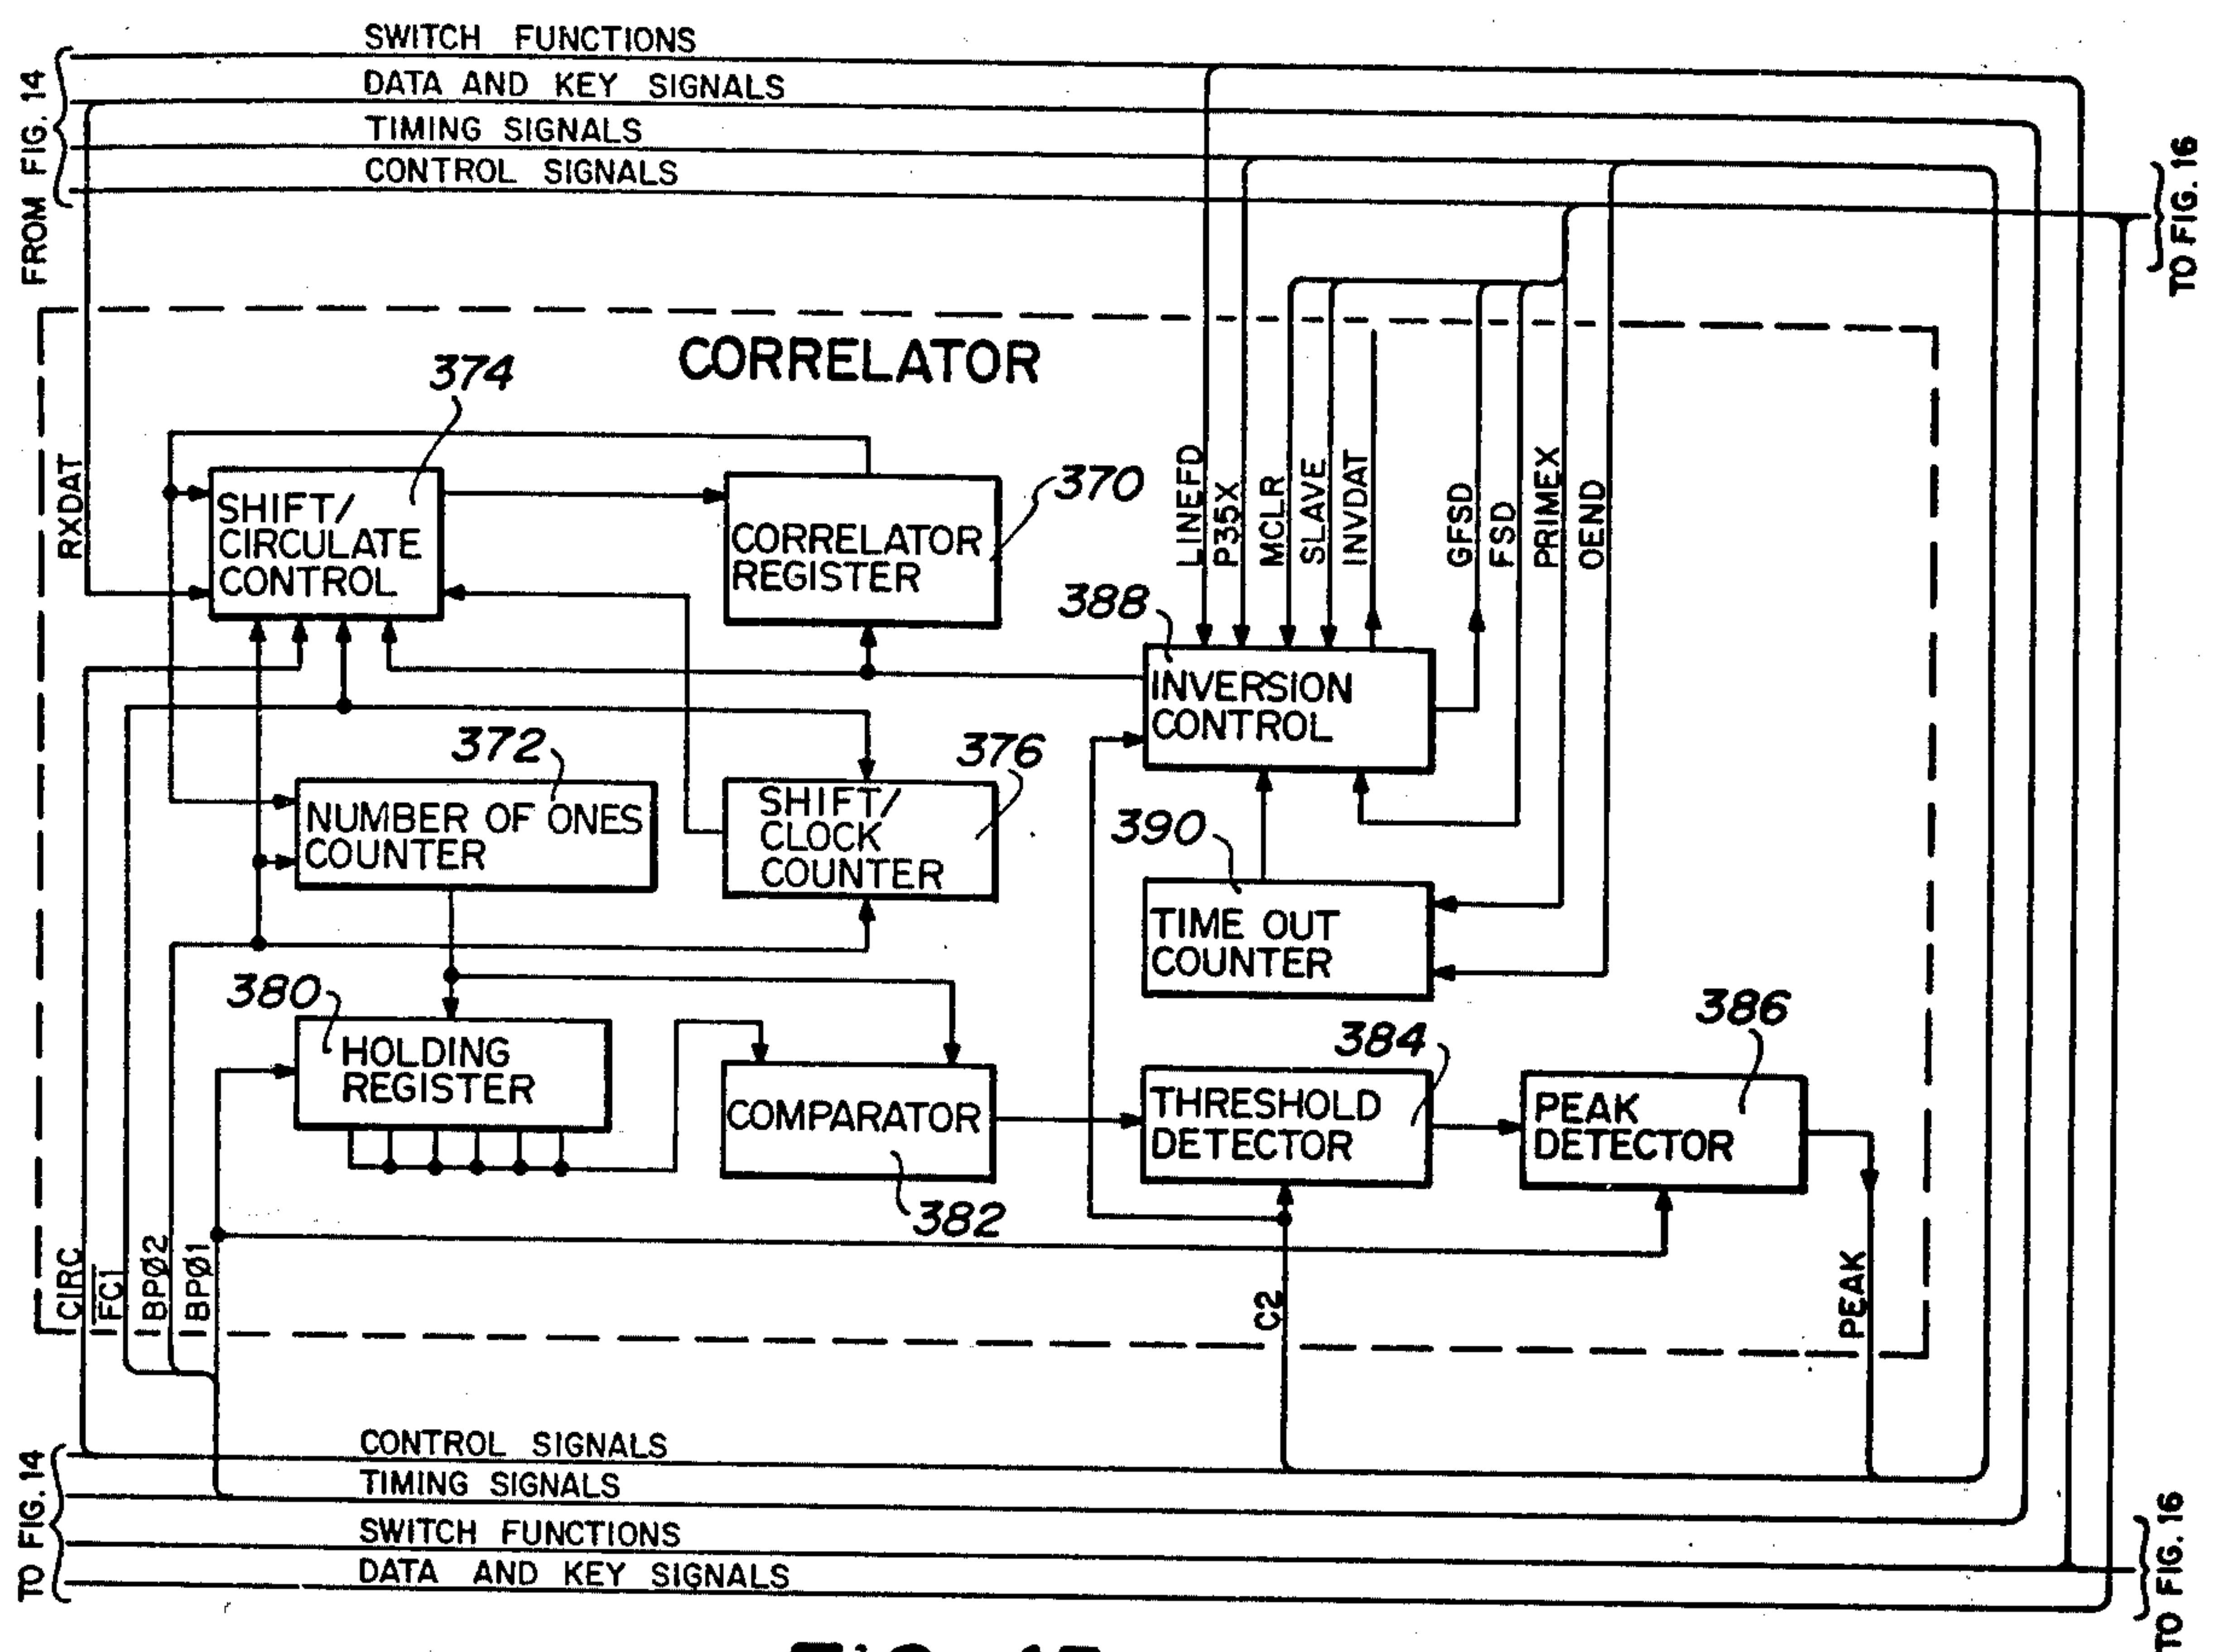 SWITCH FUNCTIONS
DATA AND KEY SIGNALS
TIMING SIGNALS
CONTROL SIGNALS
FROM FIG. 14
TO FIG. 16
CORRELATOR
374
RXDAT
SHIFT/
CIRCULATE
CONTROL
370
CORRELATOR
REGISTER
LINEFD
P35X
MCLR
SLAVE
INVDAT
GFSD
FSD
PRIMEX
OEND
388
INVERSION
CONTROL
372
NUMBER OF ONES
COUNTER
376
SHIFT/
CLOCK
COUNTER
390
TIME OUT
COUNTER
380
HOLDING
REGISTER
382
COMPARATOR
384
THRESHOLD
DETECTOR
386
PEAK
DETECTOR
CIRC
F̅C̅1̅
BPØ2
BPØ1
C2
PEAK
CONTROL SIGNALS
TIMING SIGNALS
SWITCH FUNCTIONS
DATA AND KEY SIGNALS
TO FIG. 14
TO FIG. 16